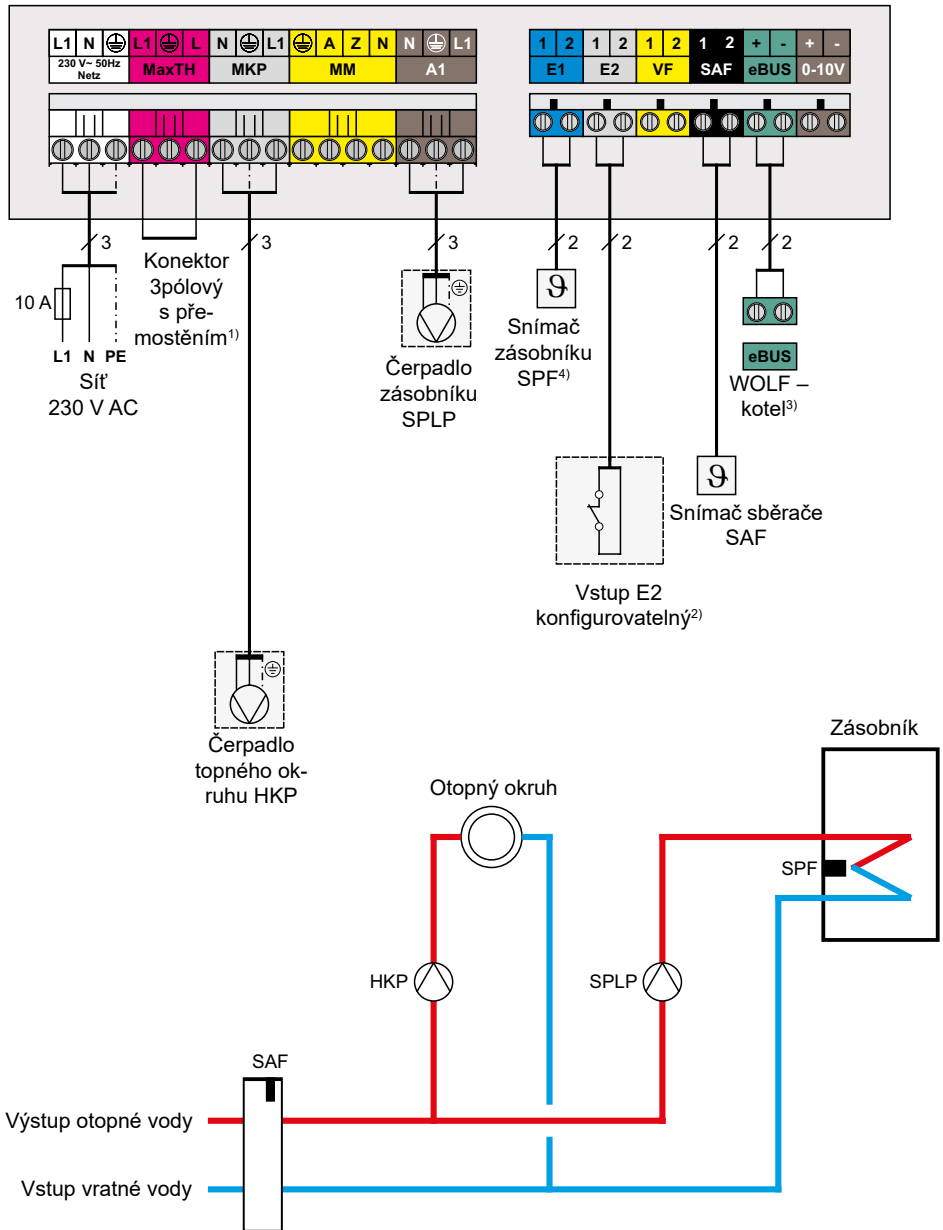 L1 N L1 L N L1 A Z N N L1
230 V~ 50Hz
Netz
MaxTH MKP MM A1
1 2 1 2 1 2 1 2 + - + -
E1 E2 VF SAF eBUS 0-10V
3 3 3 2 2 2 2
10 A
L1 N PE
Síť
230 V AC
Konektor
3pólový
s pře-
mostěním1)
Čerpadlo
zásobníku
SPLP
ϑ
Snímač
zásobníku
SPF4)
eBUS
WOLF –
kotel3)
ϑ
Snímač sběrače
SAF
Vstup E2
konfigurovatelný2)
Čerpadlo
topného ok-
ruhu HKP
Otopný okruh
Zásobník
SPF
HKP
SPLP
SAF
Výstup otopné vody
Vstup vratné vody